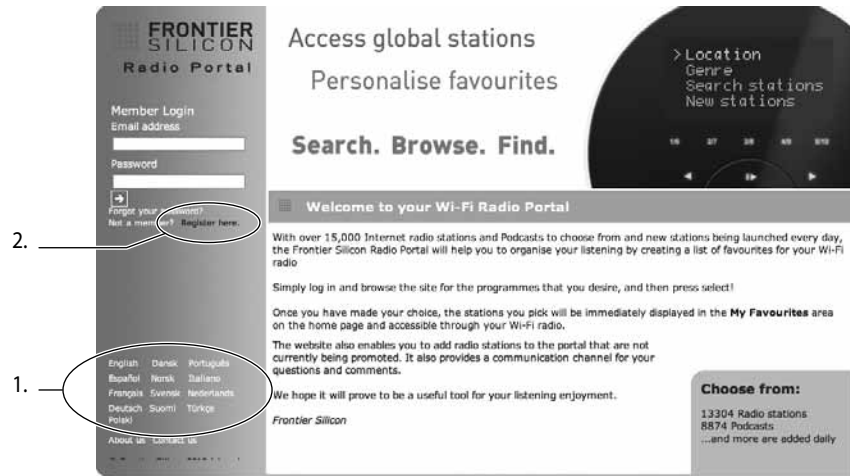 FRONTIER
SILICON
Radio Portal
Member Login
Email address
Password
Forgot your password?
Not a member? Register here.
2.
1.
English Dansk Português
Español Norsk Italiano
Français Svensk Nederlands
Deutsch Suomi Türkçe
Polski
About us Contact us
Access global stations
Personalise favourites
Search. Browse. Find.
>Location
Genre
Search stations
New stations
1/6 2/7 3/8 4/9 5/10
Welcome to your Wi-Fi Radio Portal
With over 15,000 Internet radio stations and Podcasts to choose from and new stations being launched every day,
the Frontier Silicon Radio Portal will help you to organise your listening by creating a list of favourites for your Wi-Fi
radio
Simply log in and browse the site for the programmes that you desire, and then press select!
Once you have made your choice, the stations you pick will be immediately displayed in the My Favourites area
on the home page and accessible through your Wi-Fi radio.
The website also enables you to add radio stations to the portal that are not
currently being promoted. It also provides a communication channel for your
questions and comments.
We hope it will prove to be a useful tool for your listening enjoyment.
Frontier Silicon
Choose from:
13304 Radio stations
8874 Podcasts
...and more are added daily